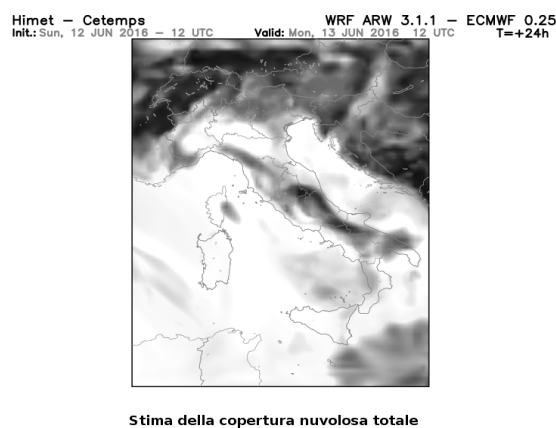 Himet – Cetemps WRF ARW 3.1.1 – ECMWF 0.25
Init.: Sun, 12 JUN 2016 – 12 UTC Valid: Mon, 13 JUN 2016 12 UTC T=+24h
Stima della copertura nuvolosa totale